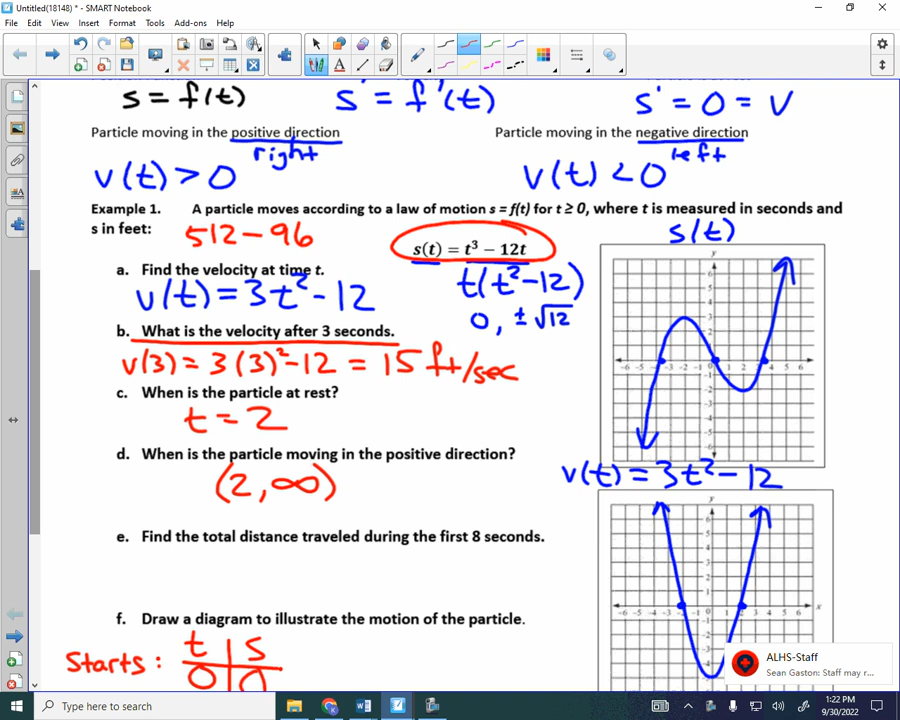 Untitled(18148) * - SMART Notebook
File Edit View Insert Format Tools Add-ons Help
s = f(t) s' = f'(t) s' = 0 = v
Particle moving in the positive direction Particle moving in the negative direction
right left
v(t) > 0 v(t) < 0
Example 1. A particle moves according to a law of motion s = f(t) for t ≥ 0, where t is measured in seconds and
s in feet:
512 - 96
s(t) = t³ − 12t
s(t)
a. Find the velocity at time t.
v(t) = 3t² - 12
t(t² - 12)
0, ±√12
b. What is the velocity after 3 seconds.
v(3) = 3(3)² - 12 = 15 ft/sec
c. When is the particle at rest?
t = 2
d. When is the particle moving in the positive direction?
(2, ∞)
v(t) = 3t² - 12
e. Find the total distance traveled during the first 8 seconds.
f. Draw a diagram to illustrate the motion of the particle.
Starts: t | s
0 | 0
ALHS-Staff
Sean Gaston: Staff may r...
Type here to search
1:22 PM
9/30/2022